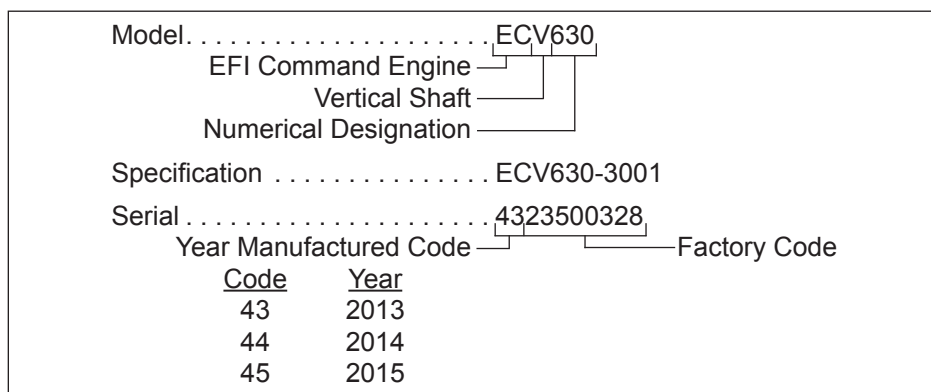 Model. . . . . . . . . . . . . . . . . . . . . ECV630
EFI Command Engine
Vertical Shaft
Numerical Designation
Specification . . . . . . . . . . . . . . . ECV630-3001
Serial . . . . . . . . . . . . . . . . . . . . . 4323500328
Year Manufactured Code Factory Code
Code Year
43 2013
44 2014
45 2015